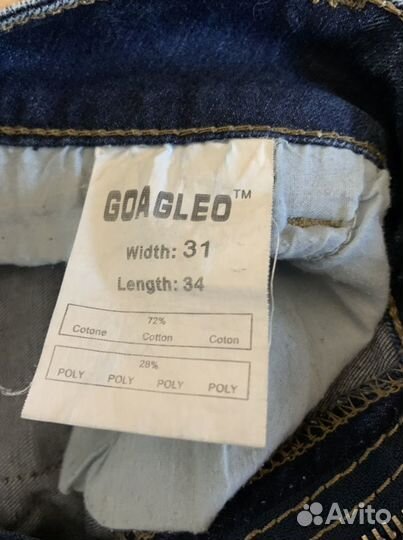 GOAGLEO™
Width: 31
Length: 34
72%
Cotone Cotton Coton
28%
POLY POLY POLY POLY
Avito